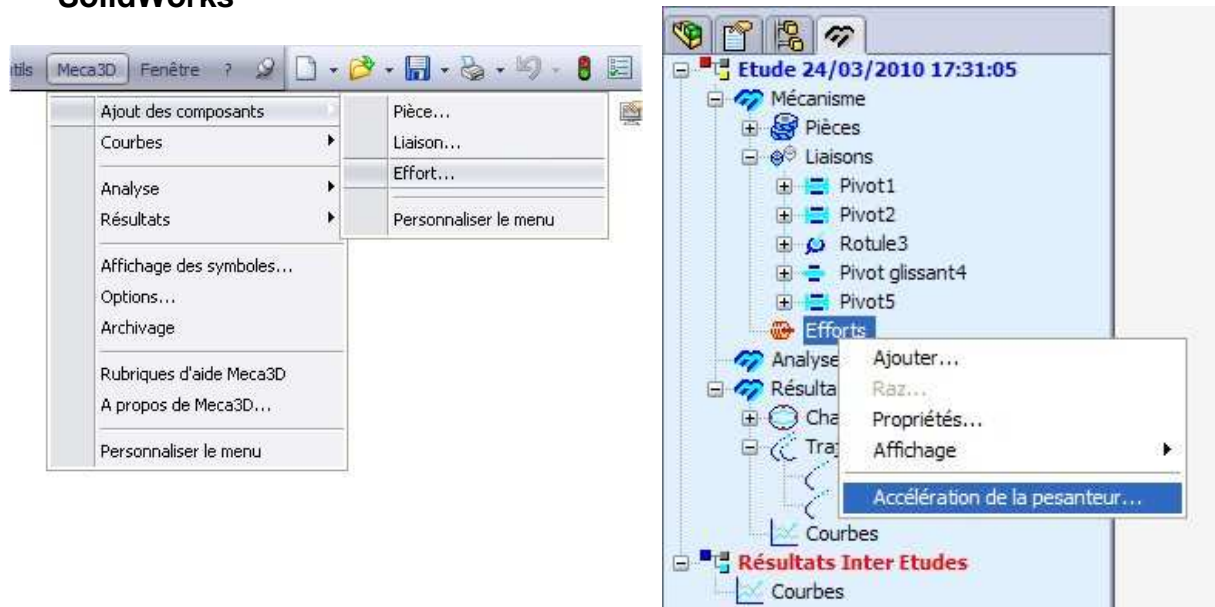 SolidWorks
Meca3D Fenêtre ?
Ajout des composants
Courbes
Analyse
Résultats
Affichage des symboles...
Options...
Archivage
Rubriques d'aide Meca3D
A propos de Meca3D...
Personnaliser le menu
Pièce...
Liaison...
Effort...
Personnaliser le menu
Etude 24/03/2010 17:31:05
Mécanisme
Pièces
Liaisons
Pivot1
Pivot2
Rotule3
Pivot glissant4
Pivot5
Efforts
Analyse
Résulta
Cha
Traj
Courbes
Résultats Inter Etudes
Courbes
Ajouter...
Raz...
Propriétés...
Affichage
Accélération de la pesanteur...